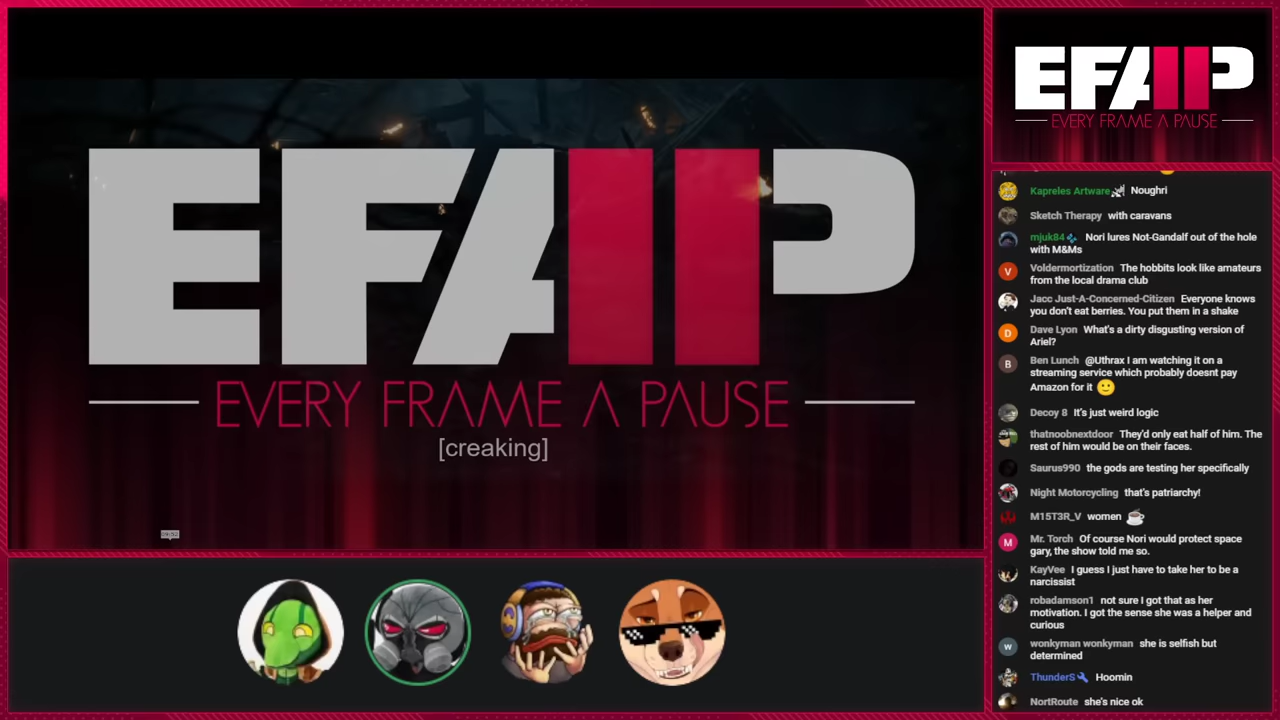 EFAP
EVERY FRAME A PAUSE
[creaking]
EFAP
EVERY FRAME A PAUSE
Kapreles Artware Noughri
Sketch Therapy with caravans
mjuk84 Nori lures Not-Gandalf out of the hole
with M&Ms
V Voldermortization The hobbits look like amateurs
from the local drama club
Jacc Just-A-Concerned-Citizen Everyone knows
you don't eat berries. You put them in a shake
D Dave Lyon What's a dirty disgusting version of
Ariel?
B Ben Lunch @Uthrax I am watching it on a
streaming service which probably doesnt pay
Amazon for it
Decoy 8 It's just weird logic
thatnoobnextdoor They'd only eat half of him. The
rest of him would be on their faces.
Saurus990 the gods are testing her specifically
Night Motorcycling that's patriarchy!
M15T3R_V women
M Mr. Torch Of course Nori would protect space
gary, the show told me so.
KayVee I guess I just have to take her to be a
narcissist
robadamson1 not sure I got that as her
motivation. I got the sense she was a helper and
curious
w wonkyman wonkyman she is selfish but
determined
ThunderS Hoomin
NortRoute she's nice ok